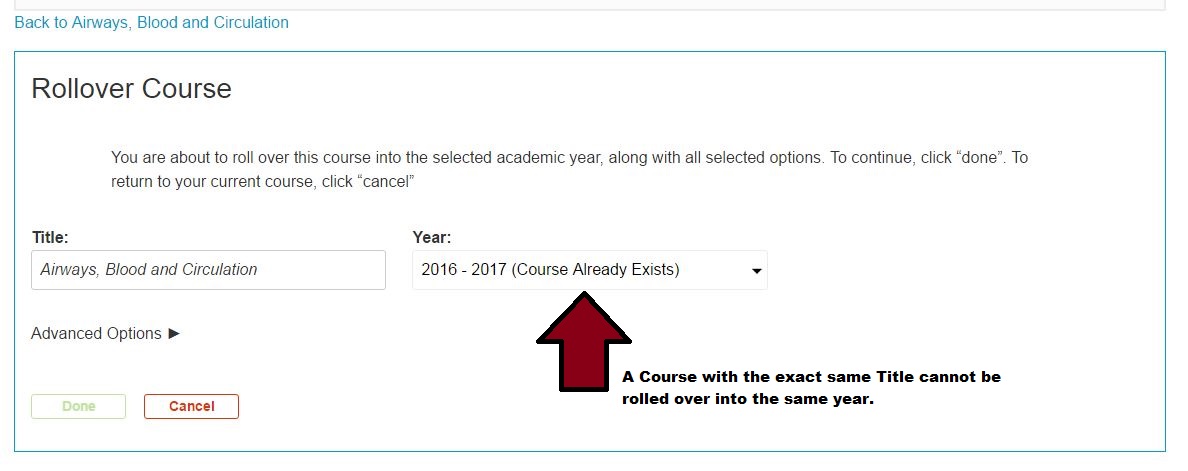 Back to Airways, Blood and Circulation
Rollover Course
You are about to roll over this course into the selected academic year, along with all selected options. To continue, click “done”. To
return to your current course, click “cancel”
Title:
Year:
Airways, Blood and Circulation
2016 - 2017 (Course Already Exists)
Advanced Options ►
A Course with the exact same Title cannot be
rolled over into the same year.
Done
Cancel